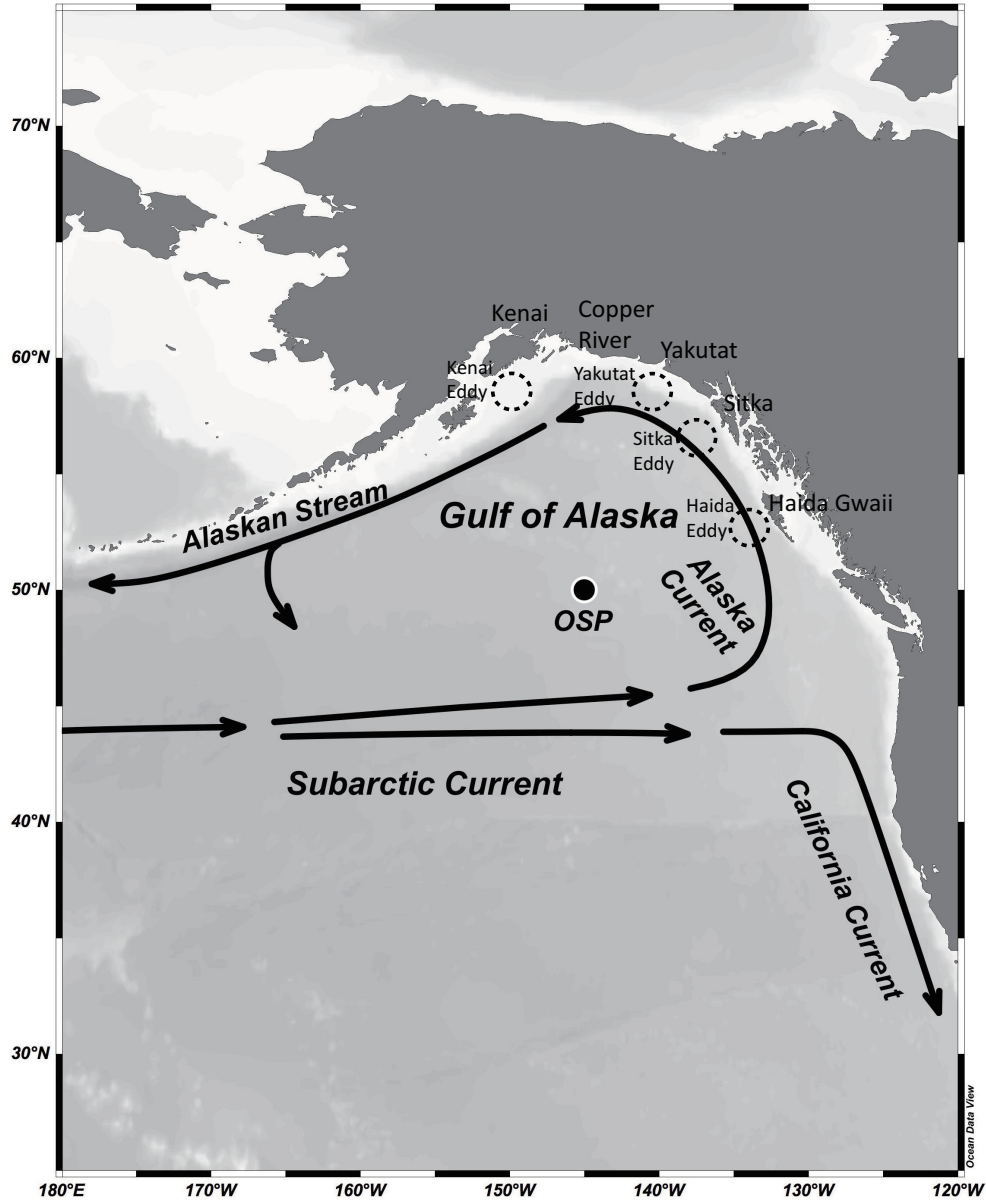 70°N
60°N
50°N
40°N
30°N
180°E
170°W
160°W
150°W
140°W
130°W
120°W
Kenai
Copper
River
Yakutat
Kenai
Eddy
Yakutat
Eddy
Sitka
Sitka
Eddy
Haida
Eddy
Haida Gwaii
Alaskan Stream
Gulf of Alaska
Alaska
Current
OSP
Subarctic Current
California Current
Ocean Data View